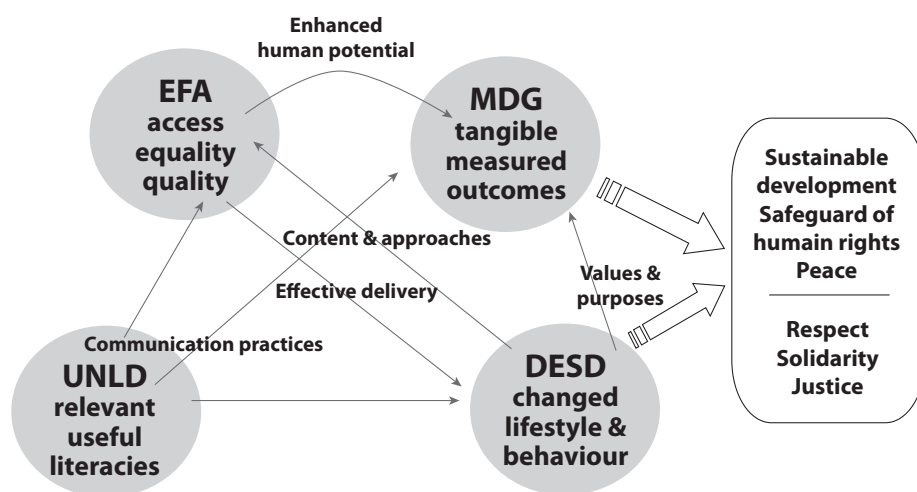 Enhanced
human potential
EFA
access
equality
quality
MDG
tangible
measured
outcomes
Sustainable
development
Safeguard of
humain rights
Peace
Respect
Solidarity
Justice
Content & approaches
Effective delivery
Values &
purposes
Communication practices
UNLD
relevant
useful
literacies
DESD
changed
lifestyle &
behaviour